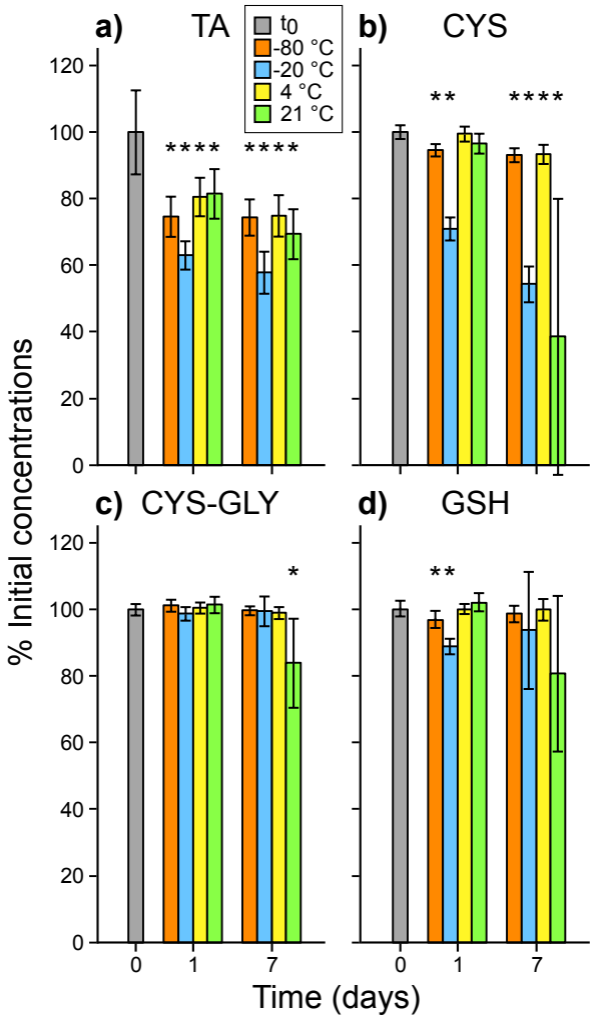 a) TA
t0
-80 °C
-20 °C
4 °C
21 °C
b) CYS
120
100
80
60
40
20
0
****
****
**
****
c) CYS-GLY
d) GSH
120
100
80
60
40
20
0
*
**
0 1 7
0 1 7
% Initial concentrations
Time (days)